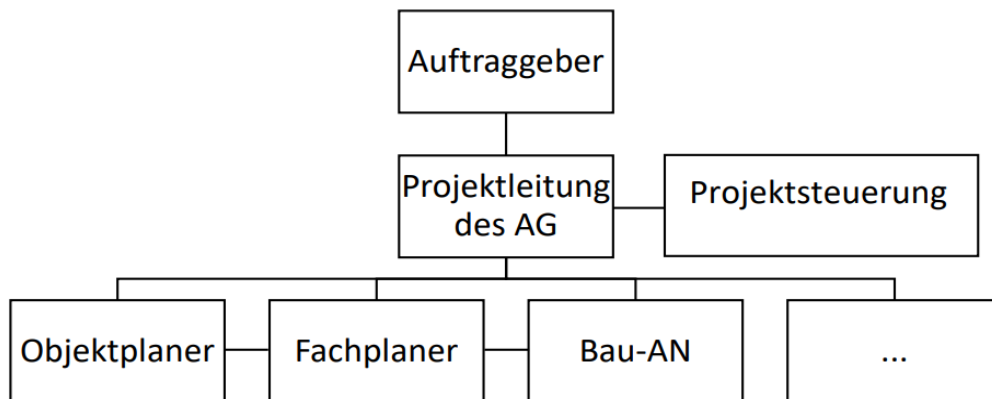 Auftraggeber
Projektleitung
des AG
Projektsteuerung
Objektplaner
Fachplaner
Bau-AN
...